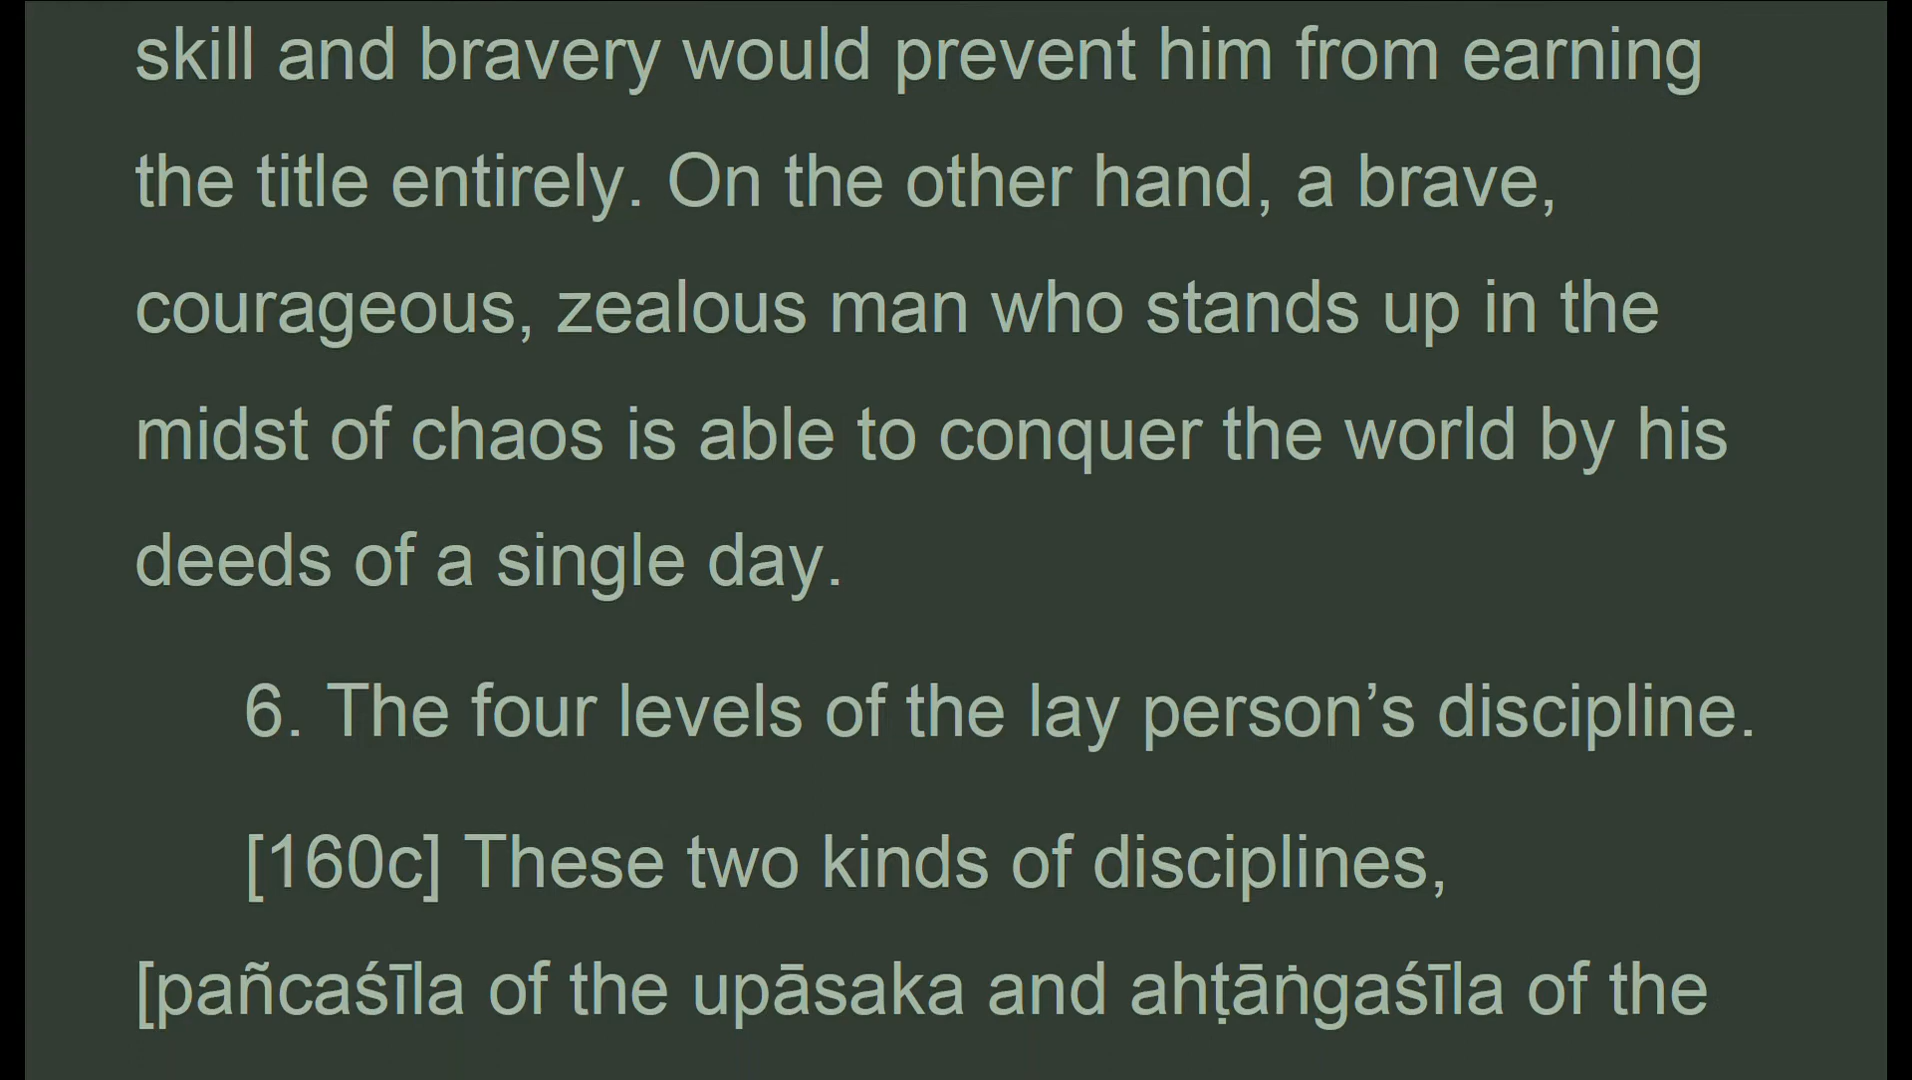 skill and bravery would prevent him from earning
the title entirely. On the other hand, a brave,
courageous, zealous man who stands up in the
midst of chaos is able to conquer the world by his
deeds of a single day.
6. The four levels of the lay person’s discipline.
[160c] These two kinds of disciplines,
[pañcaśīla of the upāsaka and ahṭāṅgaśīla of the